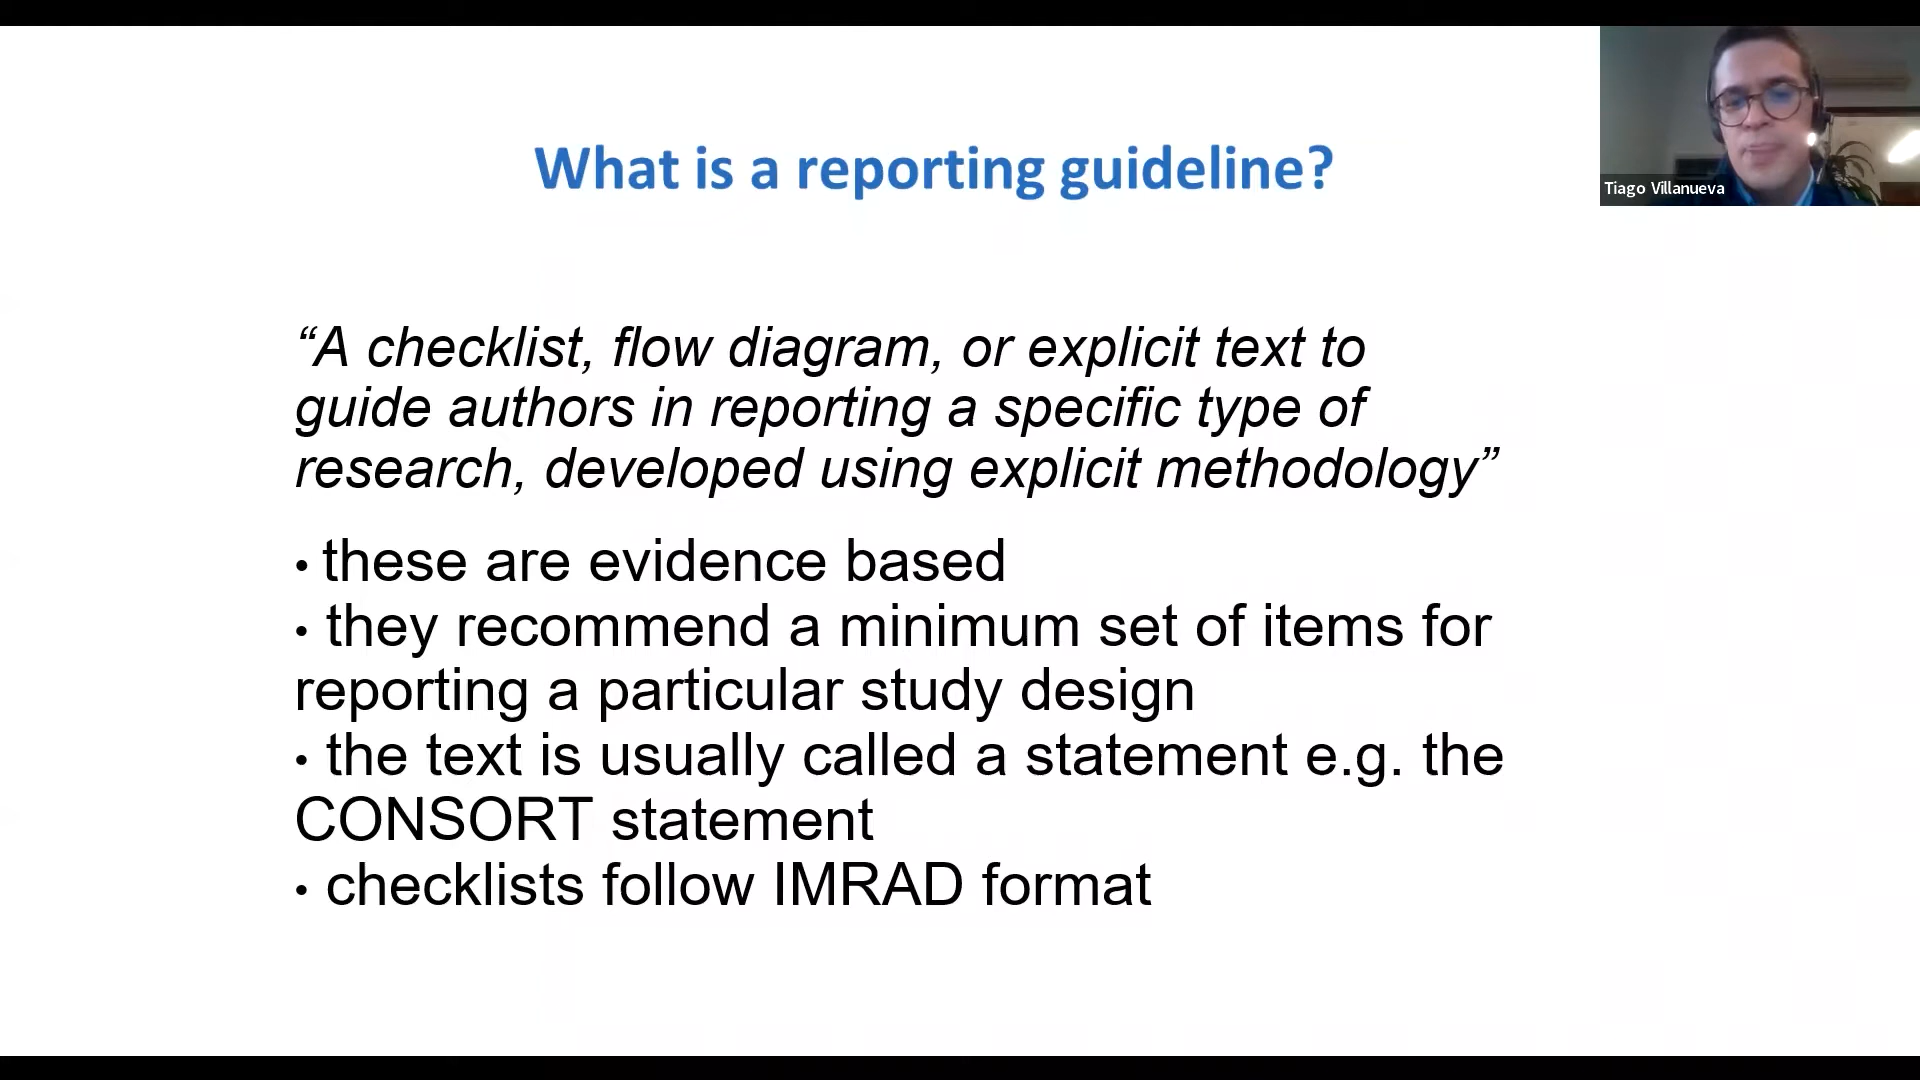 What is a reporting guideline?
Tiago Villanueva
“A checklist, flow diagram, or explicit text to
guide authors in reporting a specific type of
research, developed using explicit methodology”
• these are evidence based
• they recommend a minimum set of items for
reporting a particular study design
• the text is usually called a statement e.g. the
CONSORT statement
• checklists follow IMRAD format